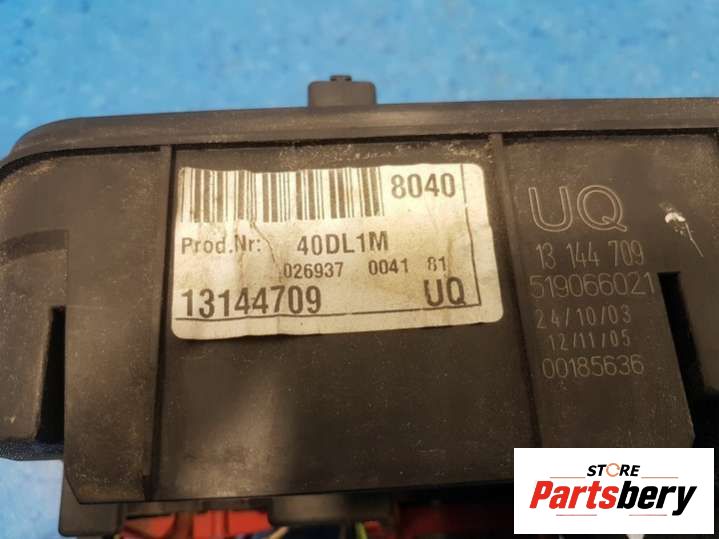 8040
Prod.Nr: 40DL1M
026937 0041 81
13144709 UQ
UQ
13 144 709
519066021
24/10/03
12/11/05
00185636
STORE
Partsbery